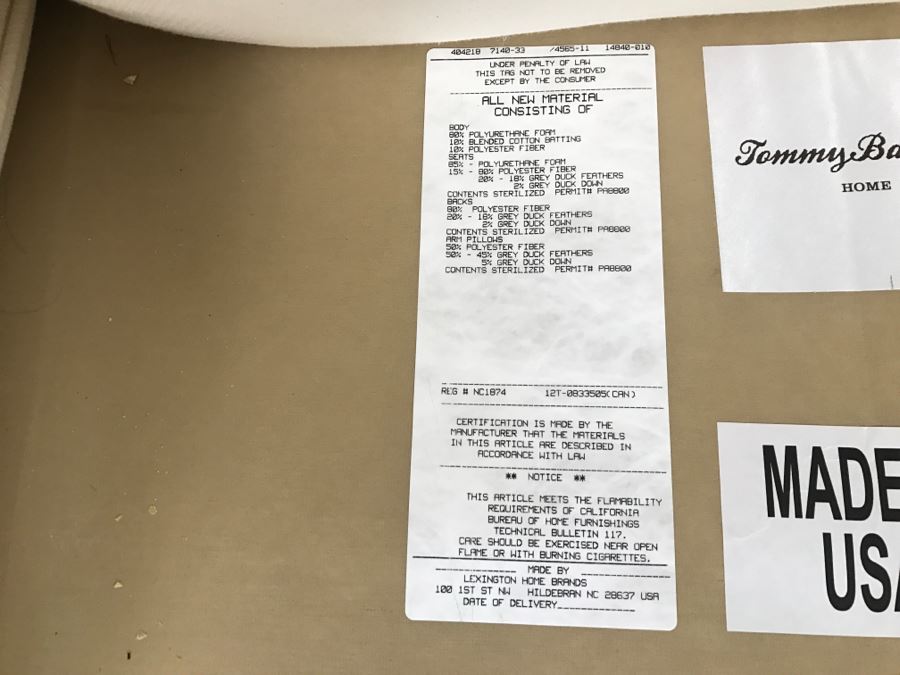 404218 7140-33 /4565-11 14840-010
UNDER PENALTY OF LAW
THIS TAG NOT TO BE REMOVED
EXCEPT BY THE CONSUMER
ALL NEW MATERIAL
CONSISTING OF
BODY
80% POLYURETHANE FOAM
10% BLENDED COTTON BATTING
10% POLYESTER FIBER
SEATS
85% - POLYURETHANE FOAM
15% - 80% POLYESTER FIBER
20% - 18% GREY DUCK FEATHERS
2% GREY DUCK DOWN
CONTENTS STERILIZED PERMIT# PA8800
BACKS
80% POLYESTER FIBER
20% - 18% GREY DUCK FEATHERS
2% GREY DUCK DOWN
CONTENTS STERILIZED PERMIT# PA8800
ARM PILLOWS
50% POLYESTER FIBER
50% - 45% GREY DUCK FEATHERS
5% GREY DUCK DOWN
CONTENTS STERILIZED PERMIT# PA8800
REG # NC1874 12T-0833505(CAN)
CERTIFICATION IS MADE BY THE
MANUFACTURER THAT THE MATERIALS
IN THIS ARTICLE ARE DESCRIBED IN
ACCORDANCE WITH LAW
** NOTICE **
THIS ARTICLE MEETS THE FLAMABILITY
REQUIREMENTS OF CALIFORNIA
BUREAU OF HOME FURNISHINGS
TECHNICAL BULLETIN 117.
CARE SHOULD BE EXERCISED NEAR OPEN
FLAME OR WITH BURNING CIGARETTES.
MADE BY
LEXINGTON HOME BRANDS
100 1ST ST NW HILDEBRAN NC 28637 USA
DATE OF DELIVERY
Tommy Ba
HOME
MADE
USA